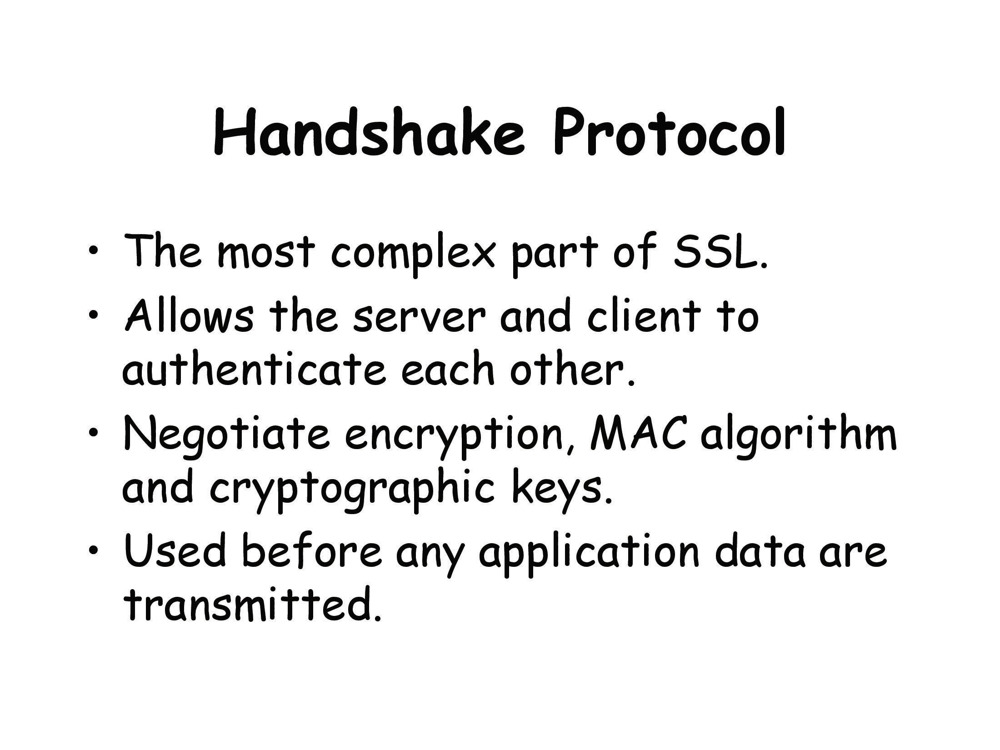 Handshake Protocol
• The most complex part of SSL.
• Allows the server and client to
authenticate each other.
• Negotiate encryption, MAC algorithm
and cryptographic keys.
• Used before any application data are
transmitted.